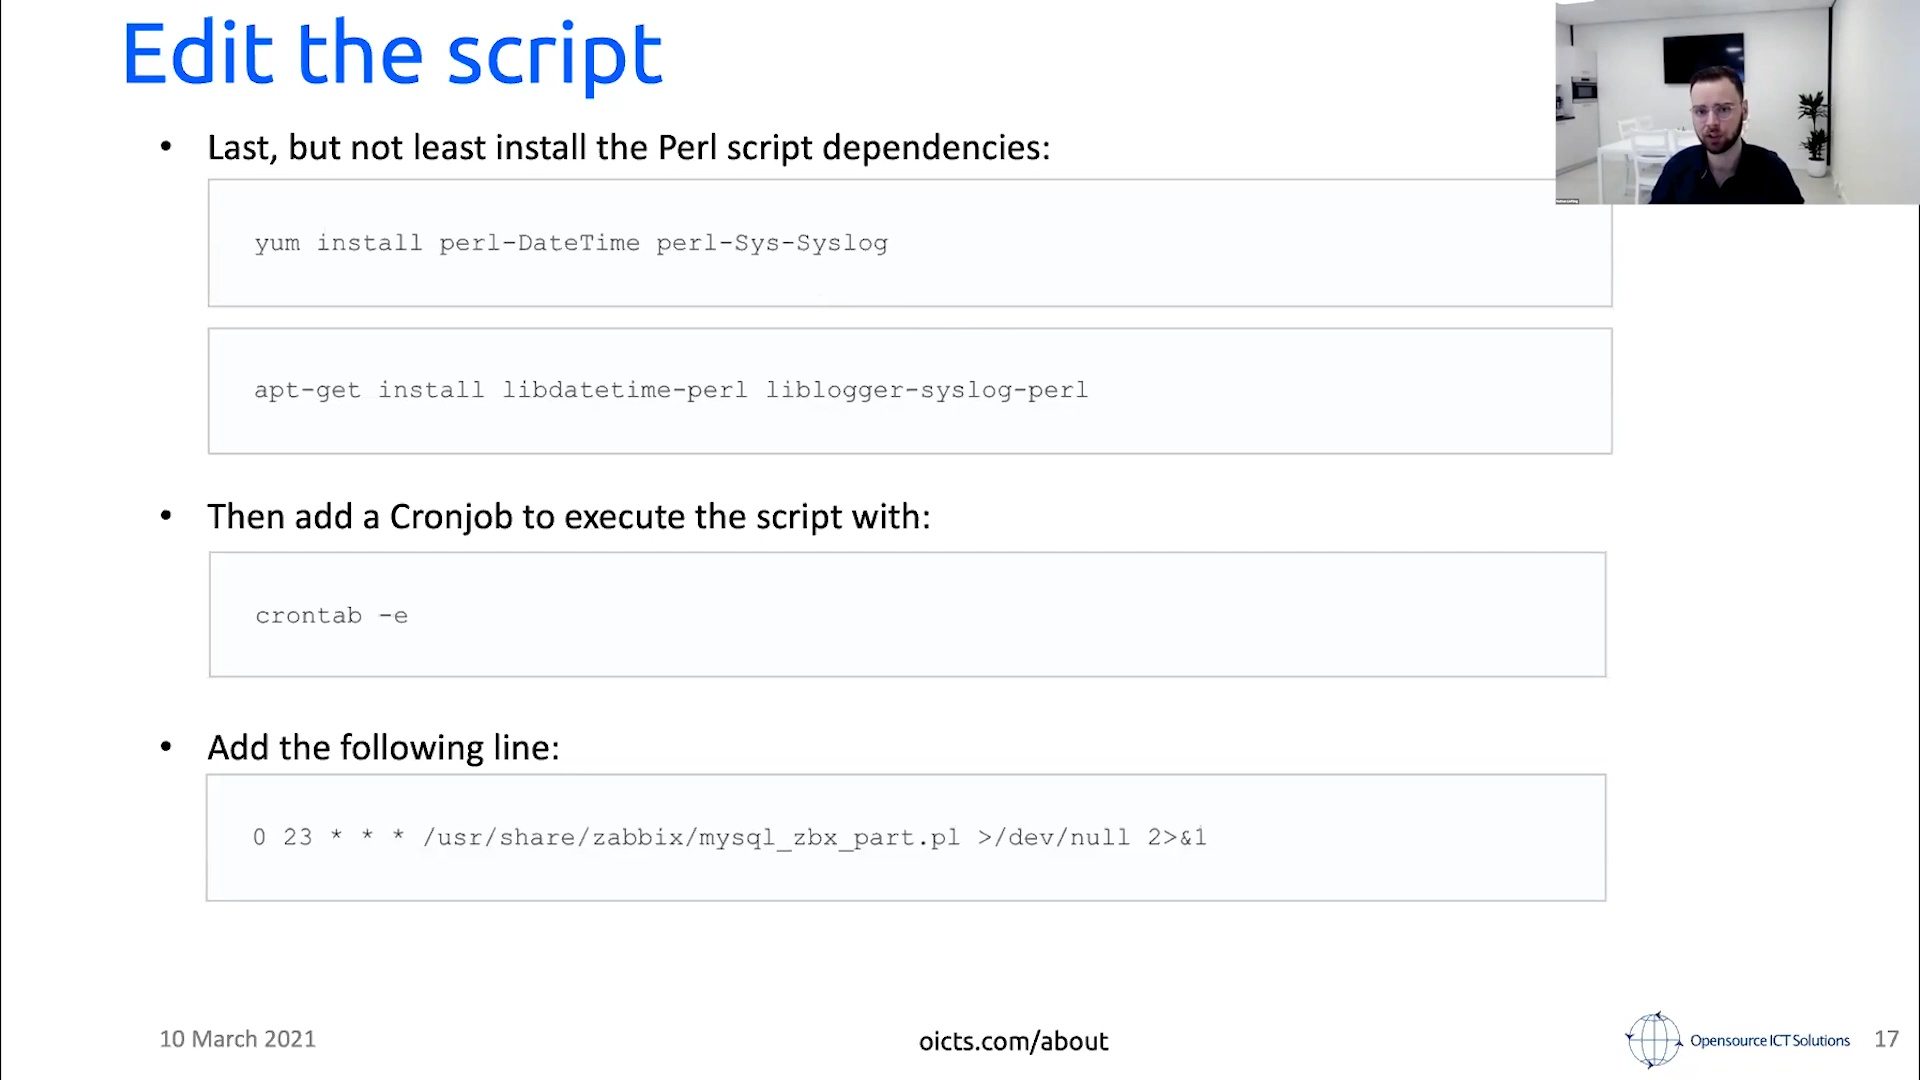 Edit the script
• Last, but not least install the Perl script dependencies:
yum install perl-DateTime perl-Sys-Syslog
apt-get install libdatetime-perl liblogger-syslog-perl
• Then add a Cronjob to execute the script with:
crontab -e
• Add the following line:
0 23 * * * /usr/share/zabbix/mysql_zbx_part.pl >/dev/null 2>&1
10 March 2021
oicts.com/about
Opensource ICT Solutions
17